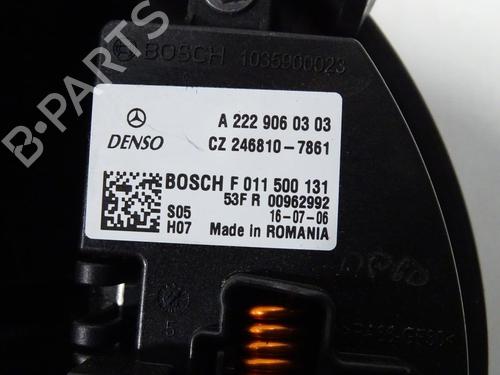 BOSCH 1035900023
A 222 906 03 03
DENSO CZ 246810-7861
BOSCH F 011 500 131
53F R 00962992
S05 16-07-06
H07 Made in ROMANIA
5
B-Parts